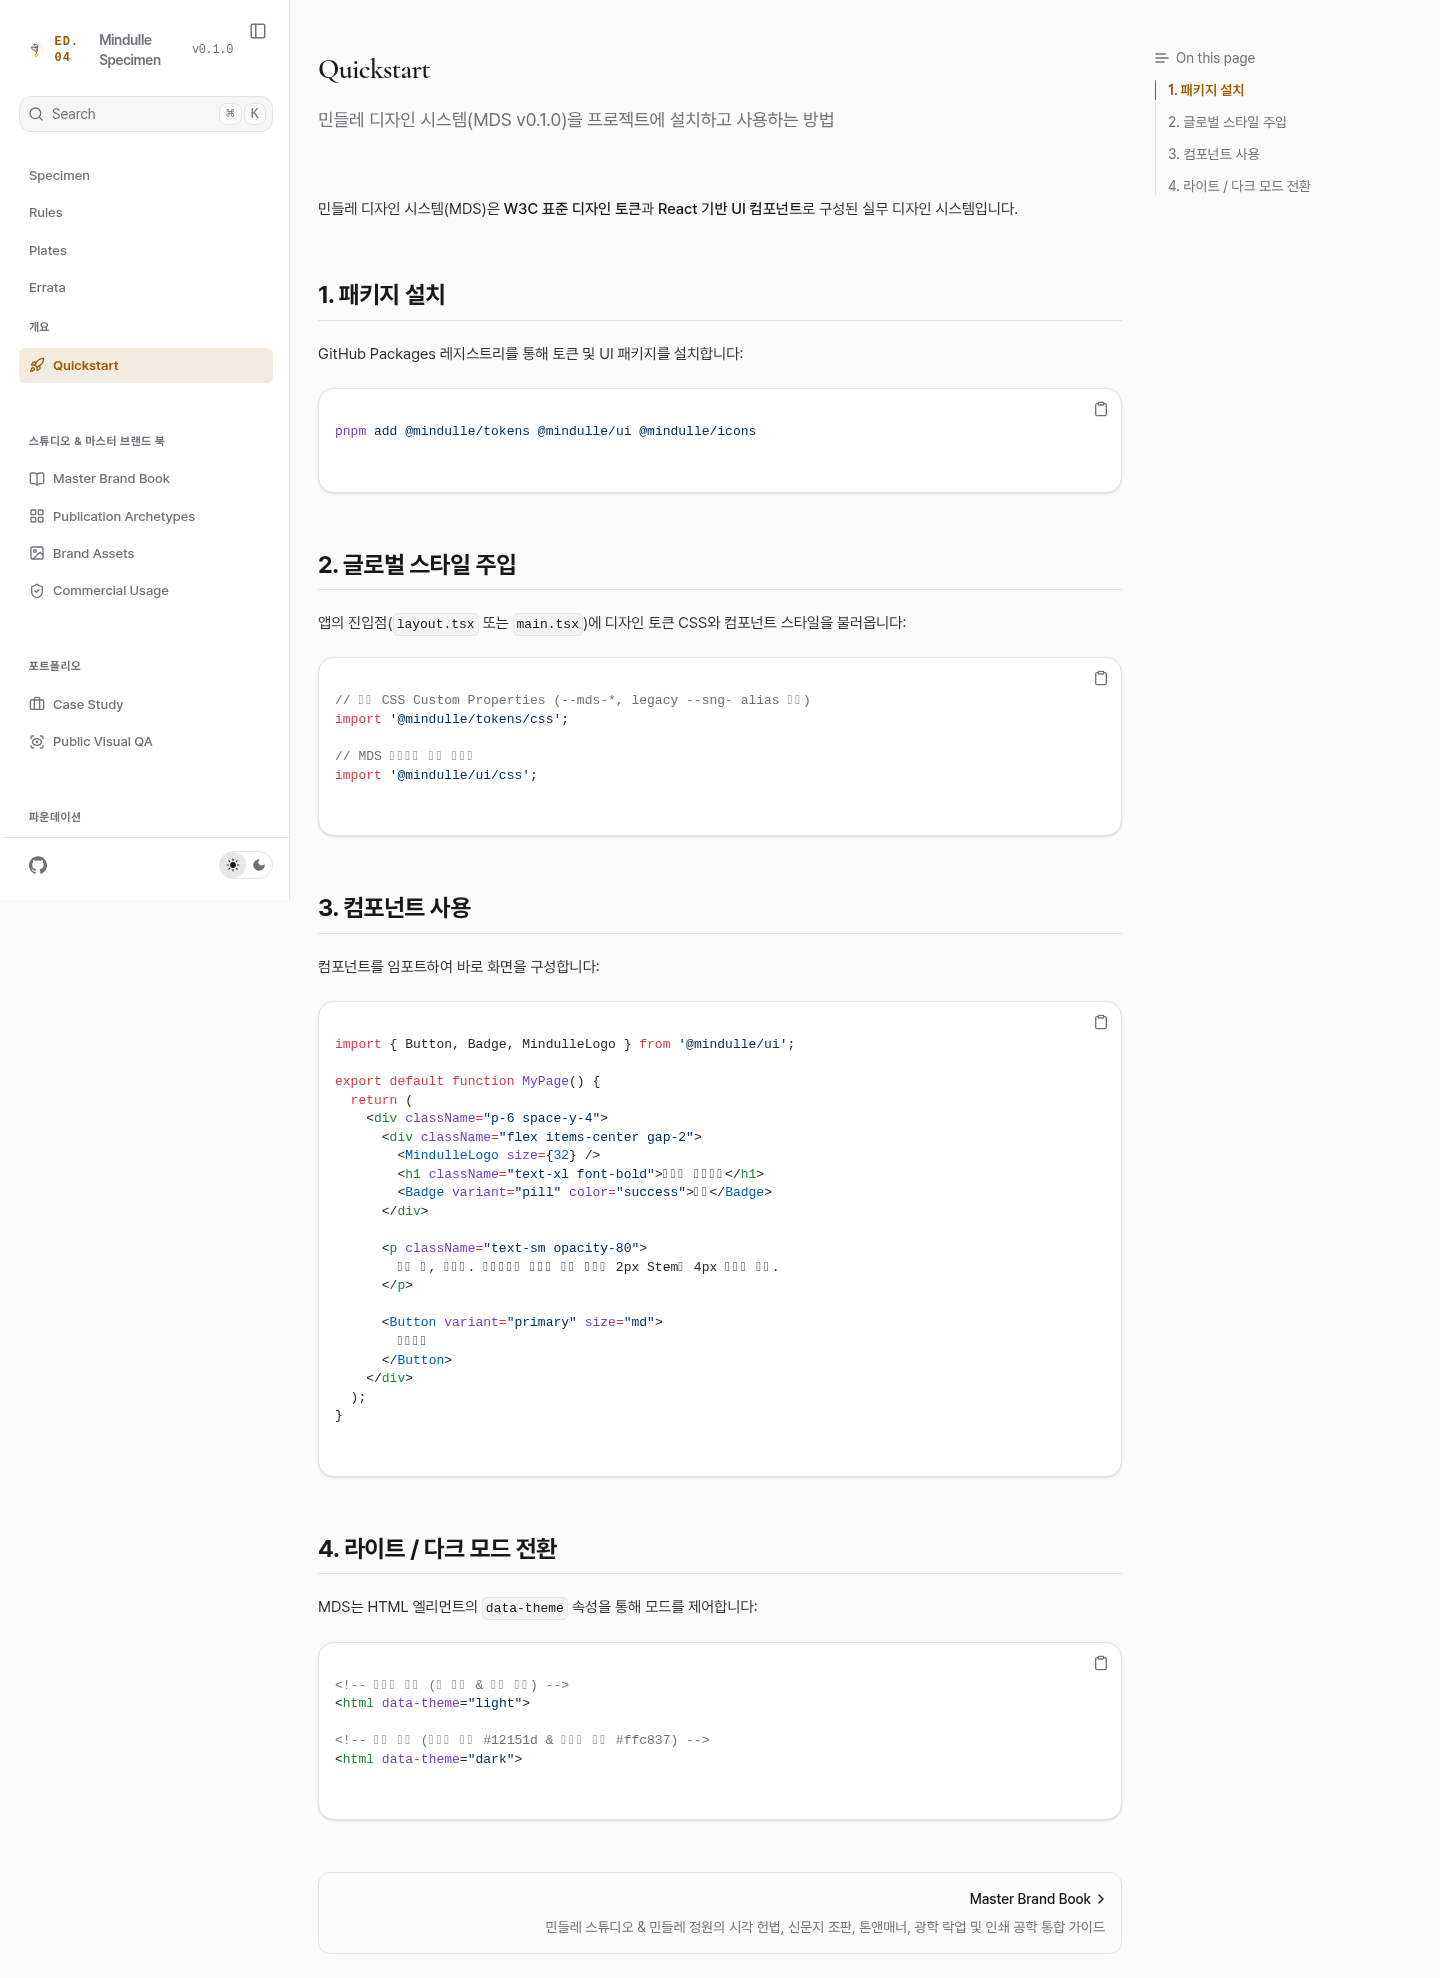 ED. 04
Mindulle Specimen
v0.1.0
Search
⌘ K
Specimen
Rules
Plates
Errata
개요
Quickstart
스튜디오 & 마스터 브랜드 북
Master Brand Book
Publication Archetypes
Brand Assets
Commercial Usage
포트폴리오
Case Study
Public Visual QA
파운데이션
Quickstart
민들레 디자인 시스템(MDS v0.1.0)을 프로젝트에 설치하고 사용하는 방법
민들레 디자인 시스템(MDS)은 W3C 표준 디자인 토큰과 React 기반 UI 컴포넌트로 구성된 실무 디자인 시스템입니다.
1. 패키지 설치
GitHub Packages 레지스트리를 통해 토큰 및 UI 패키지를 설치합니다:
pnpm add @mindulle/tokens @mindulle/ui @mindulle/icons
2. 글로벌 스타일 주입
앱의 진입점(layout.tsx 또는 main.tsx)에 디자인 토큰 CSS와 컴포넌트 스타일을 불러옵니다:
// CSS Custom Properties (--mds-*, legacy --sng- alias )
import '@mindulle/tokens/css';
// MDS
import '@mindulle/ui/css';
3. 컴포넌트 사용
컴포넌트를 임포트하여 바로 화면을 구성합니다:
import { Button, Badge, MindulleLogo } from '@mindulle/ui';
export default function MyPage() {
return (
<div className="p-6 space-y-4">
<div className="flex items-center gap-2">
<MindulleLogo size={32} />
<h1 className="text-xl font-bold"></h1>
<Badge variant="pill" color="success"></Badge>
</div>
<p className="text-sm opacity-80">
, . 2px Stem 4px .
</p>
<Button variant="primary" size="md">
</Button>
</div>
);
}
4. 라이트 / 다크 모드 전환
MDS는 HTML 엘리먼트의 data-theme 속성을 통해 모드를 제어합니다:
<!-- ( & ) -->
<html data-theme="light">
<!-- ( #12151d & #ffc837) -->
<html data-theme="dark">
Master Brand Book
민들레 스튜디오 & 민들레 정원의 시각 헌법, 신문지 조판, 톤앤매너, 광학 락업 및 인쇄 공학 통합 가이드
On this page
1. 패키지 설치
2. 글로벌 스타일 주입
3. 컴포넌트 사용
4. 라이트 / 다크 모드 전환